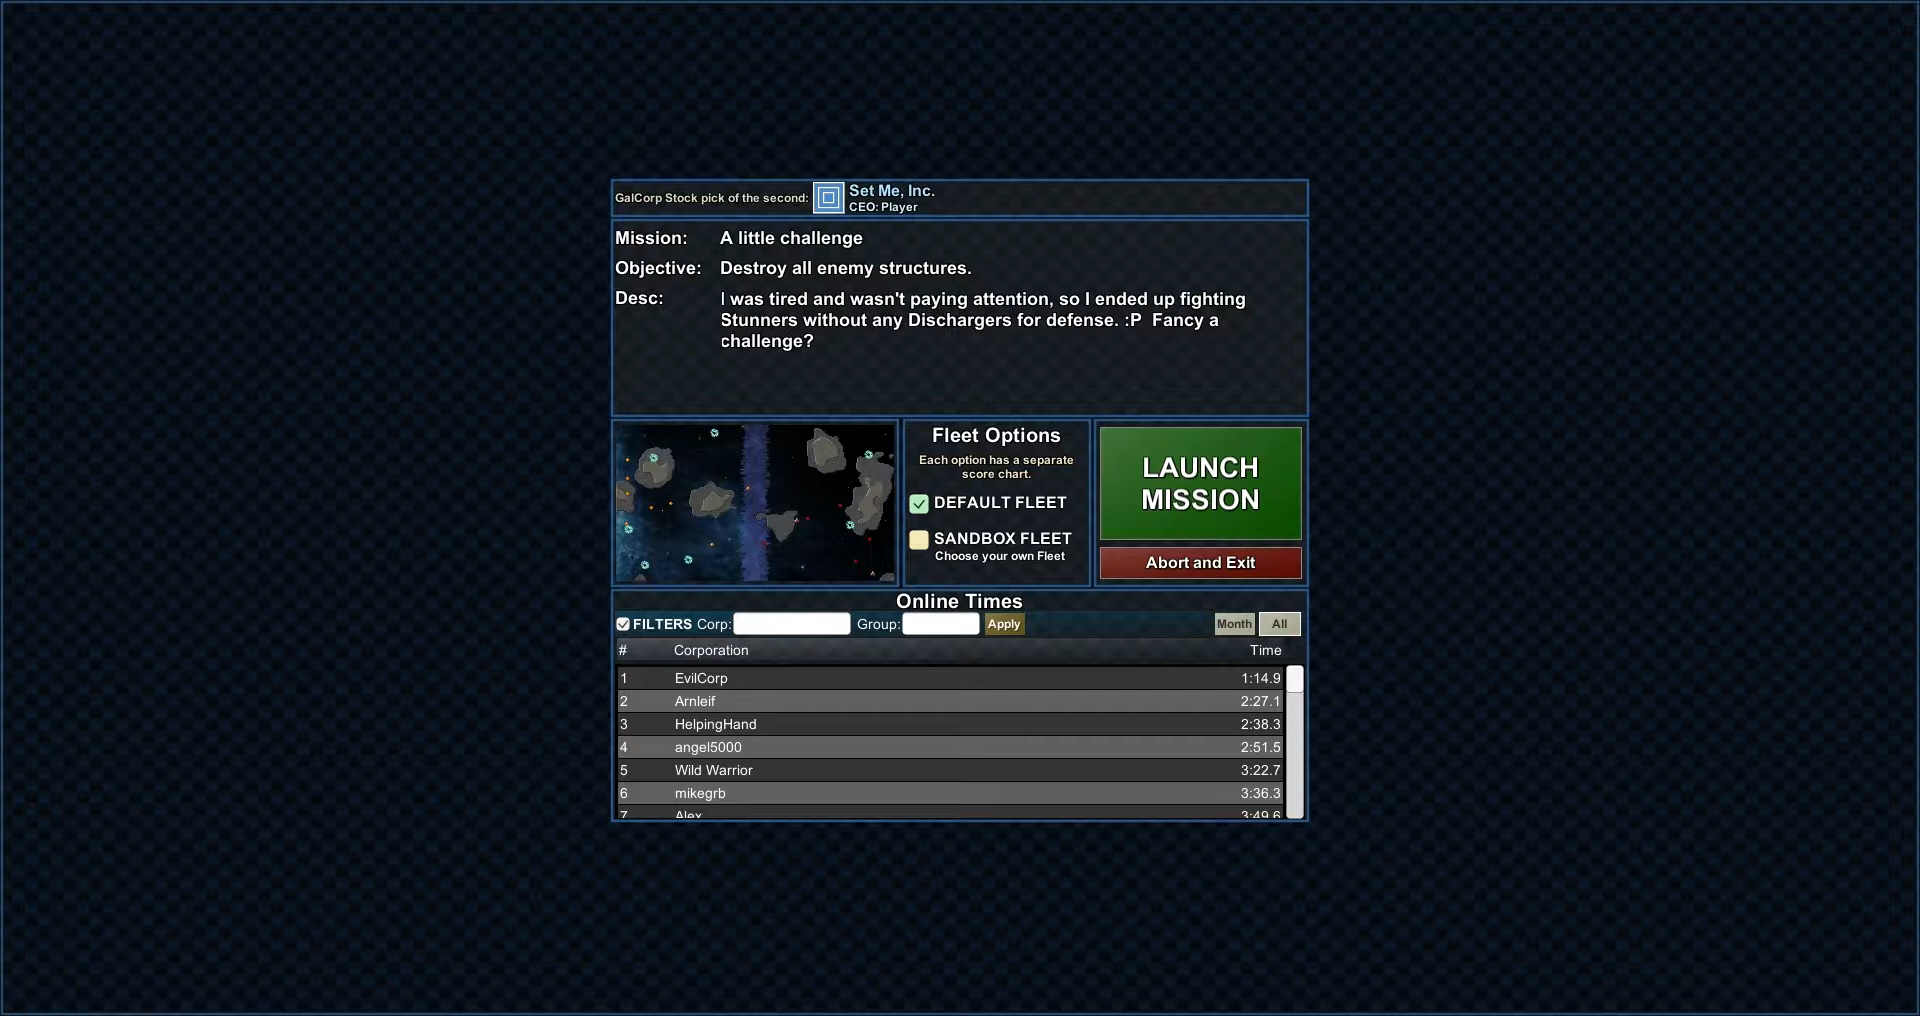 GalCorp Stock pick of the second:
Set Me, Inc.
CEO: Player
Mission: A little challenge
Objective: Destroy all enemy structures.
Desc: I was tired and wasn't paying attention, so I ended up fighting
Stunners without any Dischargers for defense. :P  Fancy a
challenge?
Fleet Options
Each option has a separate
score chart.
DEFAULT FLEET
SANDBOX FLEET
Choose your own Fleet
LAUNCH
MISSION
Abort and Exit
Online Times
FILTERS Corp: Group: Apply Month All
# Corporation Time
1 EvilCorp 1:14.9
2 Arnleif 2:27.1
3 HelpingHand 2:38.3
4 angel5000 2:51.5
5 Wild Warrior 3:22.7
6 mikegrb 3:36.3
7 Alex 3:49.6